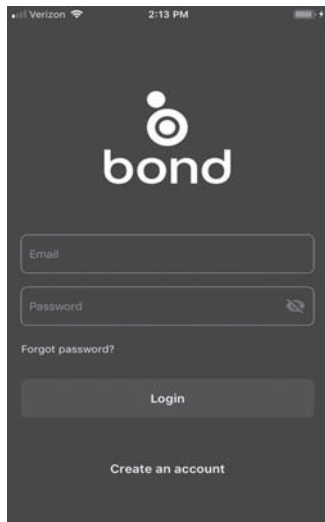 Verizon 2:13 PM
bond
Email
Password
Forgot password?
Login
Create an account